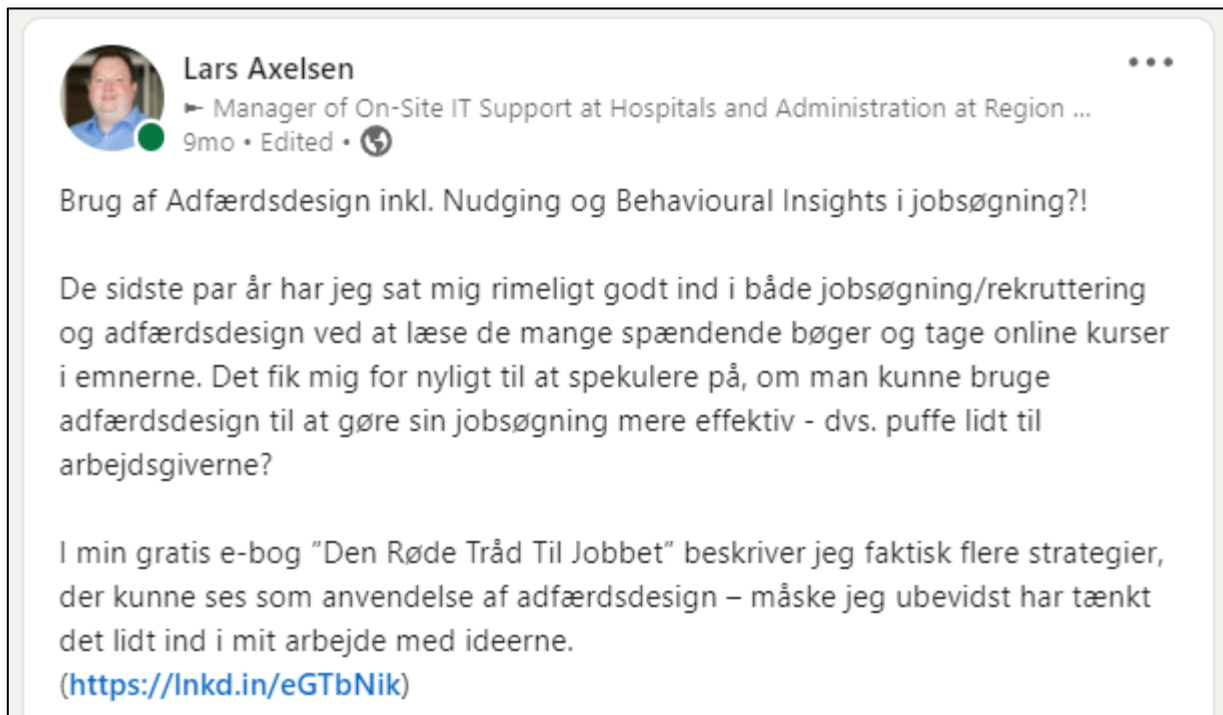 Lars Axelsen
► Manager of On-Site IT Support at Hospitals and Administration at Region ...
9mo • Edited •
Brug af Adfærdsdesign inkl. Nudging og Behavioural Insights i jobsøgning?!
De sidste par år har jeg sat mig rimeligt godt ind i både jobsøgning/rekruttering
og adfærdsdesign ved at læse de mange spændende bøger og tage online kurser
i emnerne. Det fik mig for nyligt til at spekulere på, om man kunne bruge
adfærdsdesign til at gøre sin jobsøgning mere effektiv - dvs. puffe lidt til
arbejdsgiverne?
I min gratis e-bog ”Den Røde Tråd Til Jobbet” beskriver jeg faktisk flere strategier,
der kunne ses som anvendelse af adfærdsdesign – måske jeg ubevidst har tænkt
det lidt ind i mit arbejde med ideerne.
(https://lnkd.in/eGTbNik)